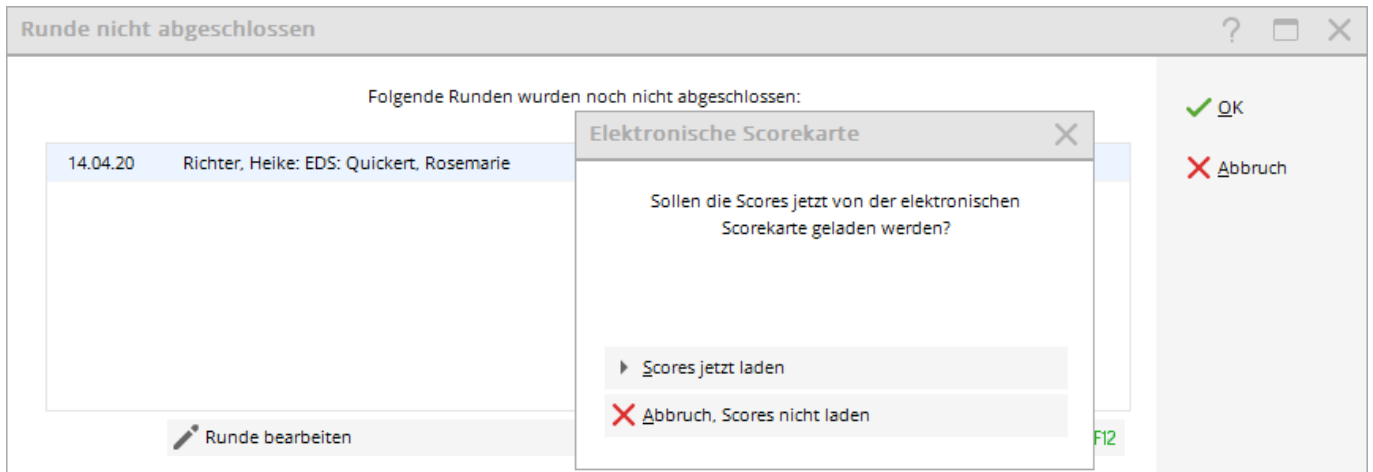 Runde nicht abgeschlossen
?
Folgende Runden wurden noch nicht abgeschlossen:
OK
Elektronische Scorekarte
14.04.20 Richter, Heike: EDS: Quickert, Rosemarie
Abbruch
Sollen die Scores jetzt von der elektronischen
Scorekarte geladen werden?
Scores jetzt laden
Abbruch, Scores nicht laden
Runde bearbeiten
F12